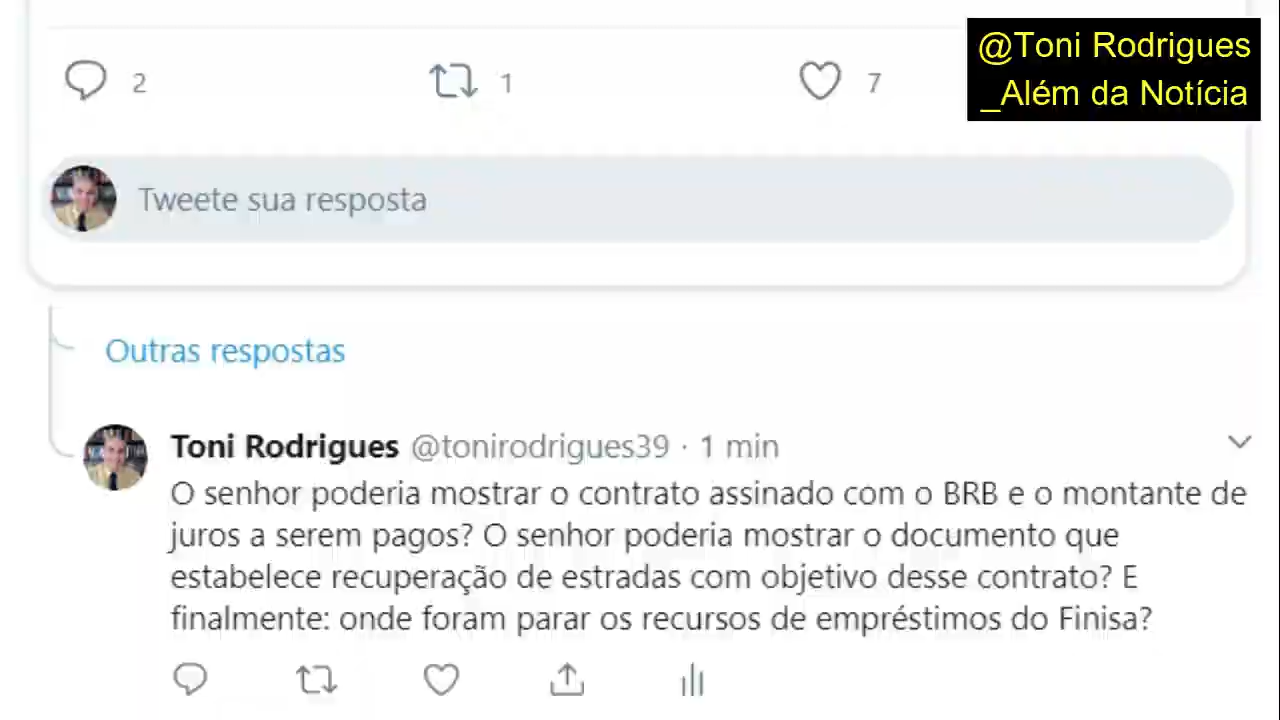 @Toni Rodrigues
_Além da Notícia
2 1 7
Tweete sua resposta
Outras respostas
Toni Rodrigues @tonirodrigues39 · 1 min
O senhor poderia mostrar o contrato assinado com o BRB e o montante de
juros a serem pagos? O senhor poderia mostrar o documento que
estabelece recuperação de estradas com objetivo desse contrato? E
finalmente: onde foram parar os recursos de empréstimos do Finisa?